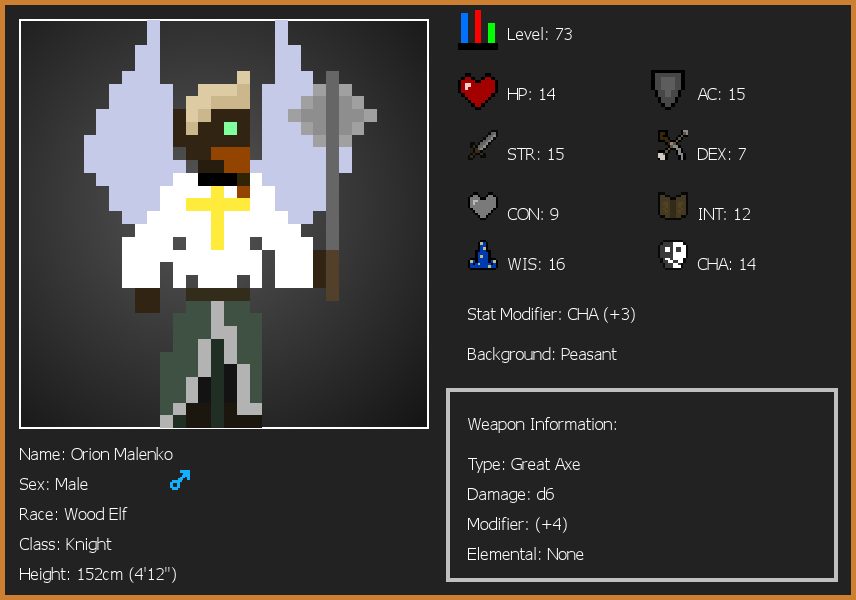 Level: 73
HP: 14
AC: 15
STR: 15
DEX: 7
CON: 9
INT: 12
WIS: 16
CHA: 14
Stat Modifier: CHA (+3)
Background: Peasant
Weapon Information:
Type: Great Axe
Damage: d6
Modifier: (+4)
Elemental: None
Name: Orion Malenko
Sex: Male
Race: Wood Elf
Class: Knight
Height: 152cm (4'12")